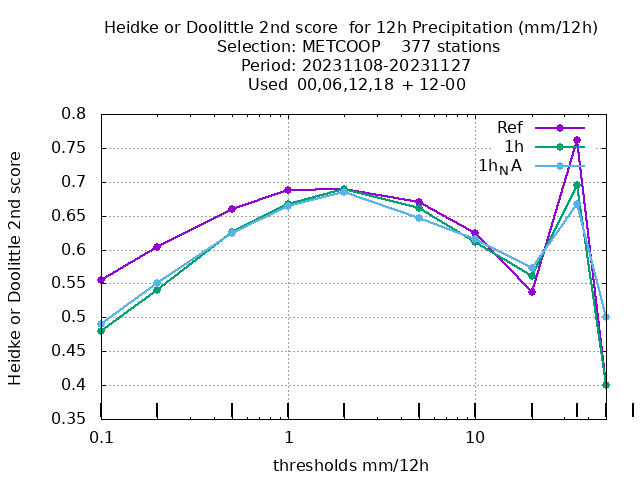 Heidke or Doolittle 2nd score  for 12h Precipitation (mm/12h)
Selection: METCOOP    377 stations
Period: 20231108-20231127
Used  00,06,12,18 + 12-00
Ref
1h
1hNA
0.8
0.75
0.7
0.65
0.6
0.55
0.5
0.45
0.4
0.35
Heidke or Doolittle 2nd score
0.1
1
10
thresholds mm/12h